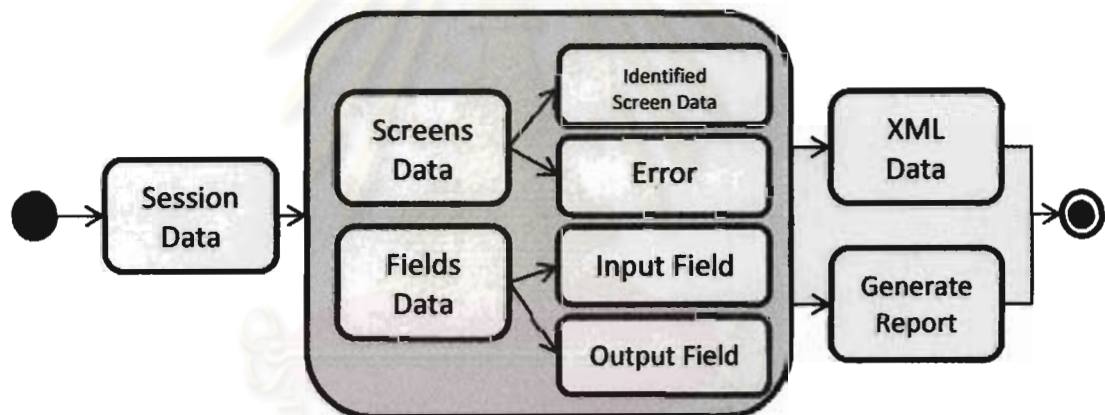 Session
Data
Screens
Data
Identified
Screen Data
Error
Fields
Data
Input Field
Output Field
XML
Data
Generate
Report